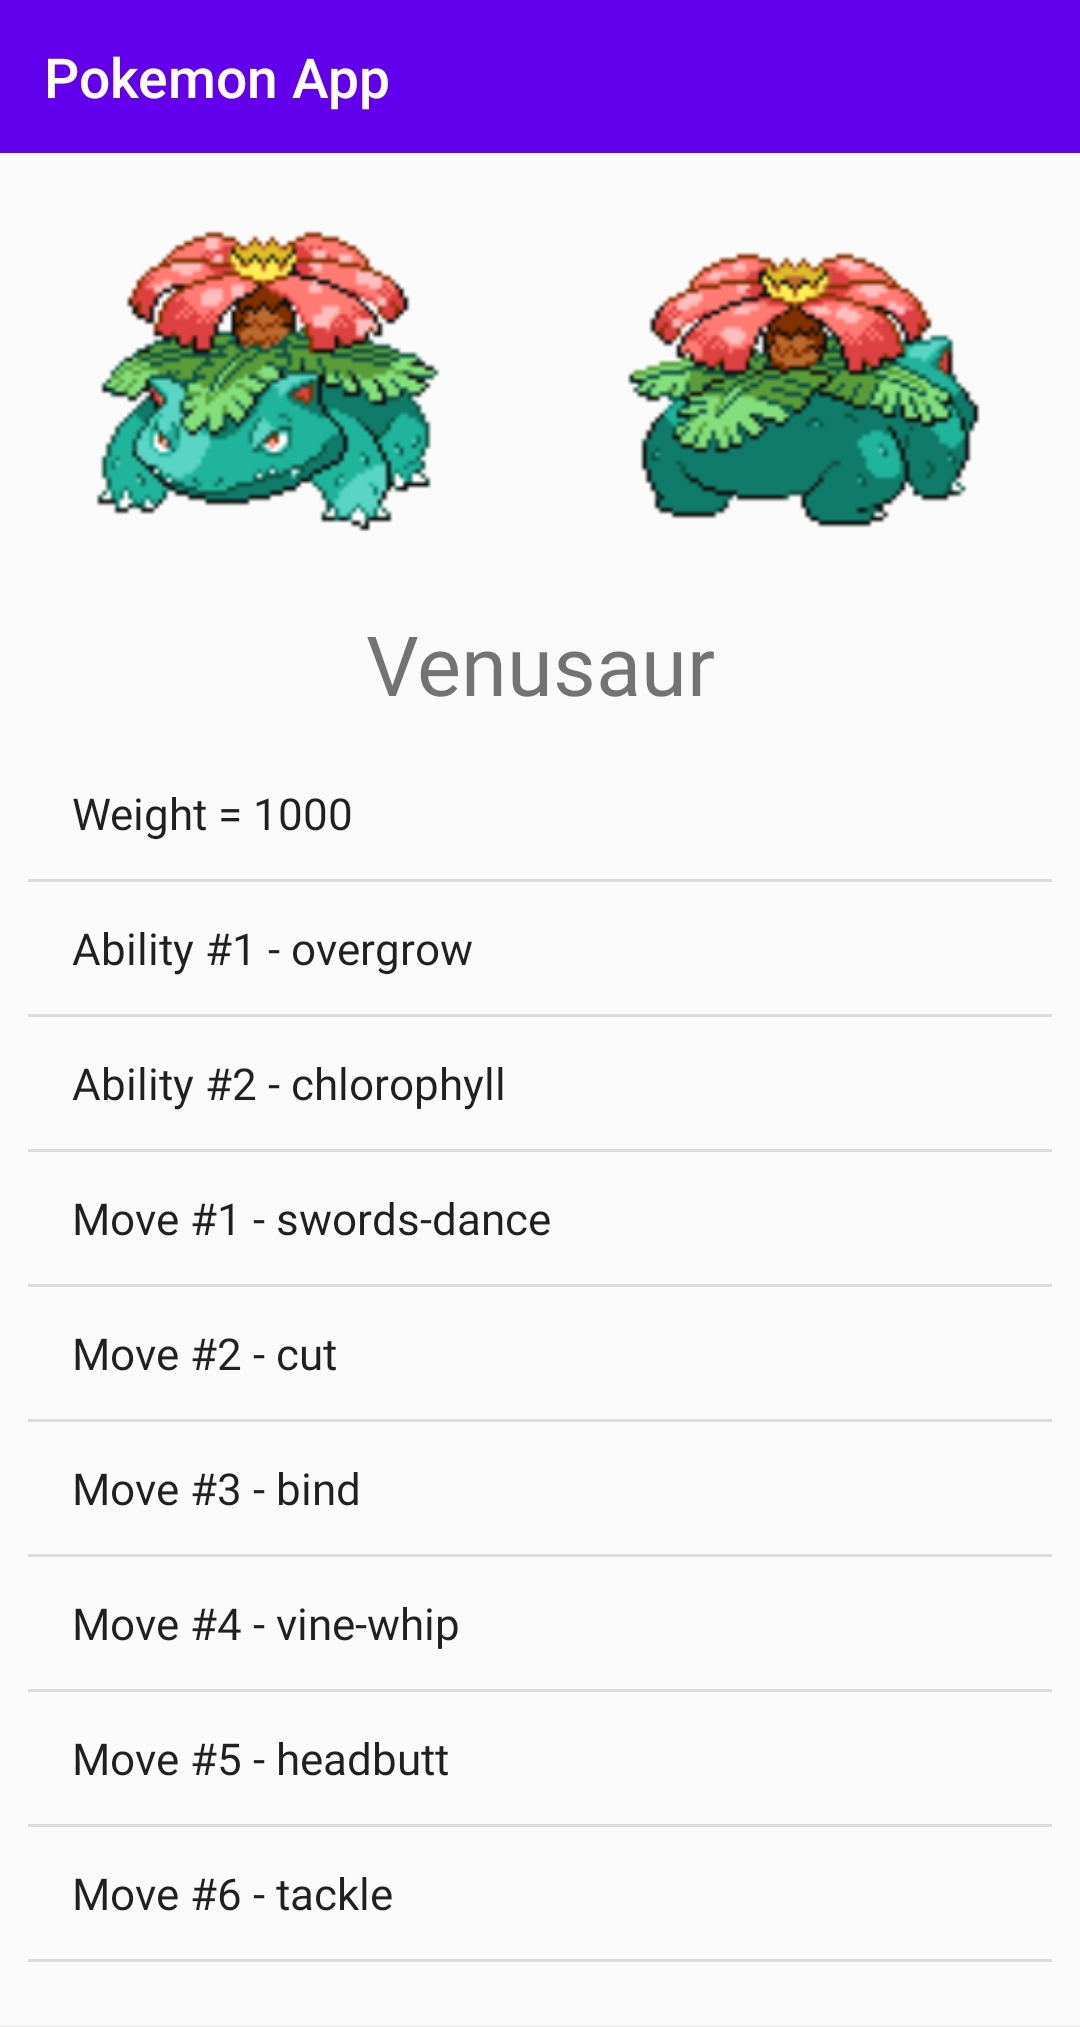 Pokemon App
Venusaur
Weight = 1000
Ability #1 - overgrow
Ability #2 - chlorophyll
Move #1 - swords-dance
Move #2 - cut
Move #3 - bind
Move #4 - vine-whip
Move #5 - headbutt
Move #6 - tackle